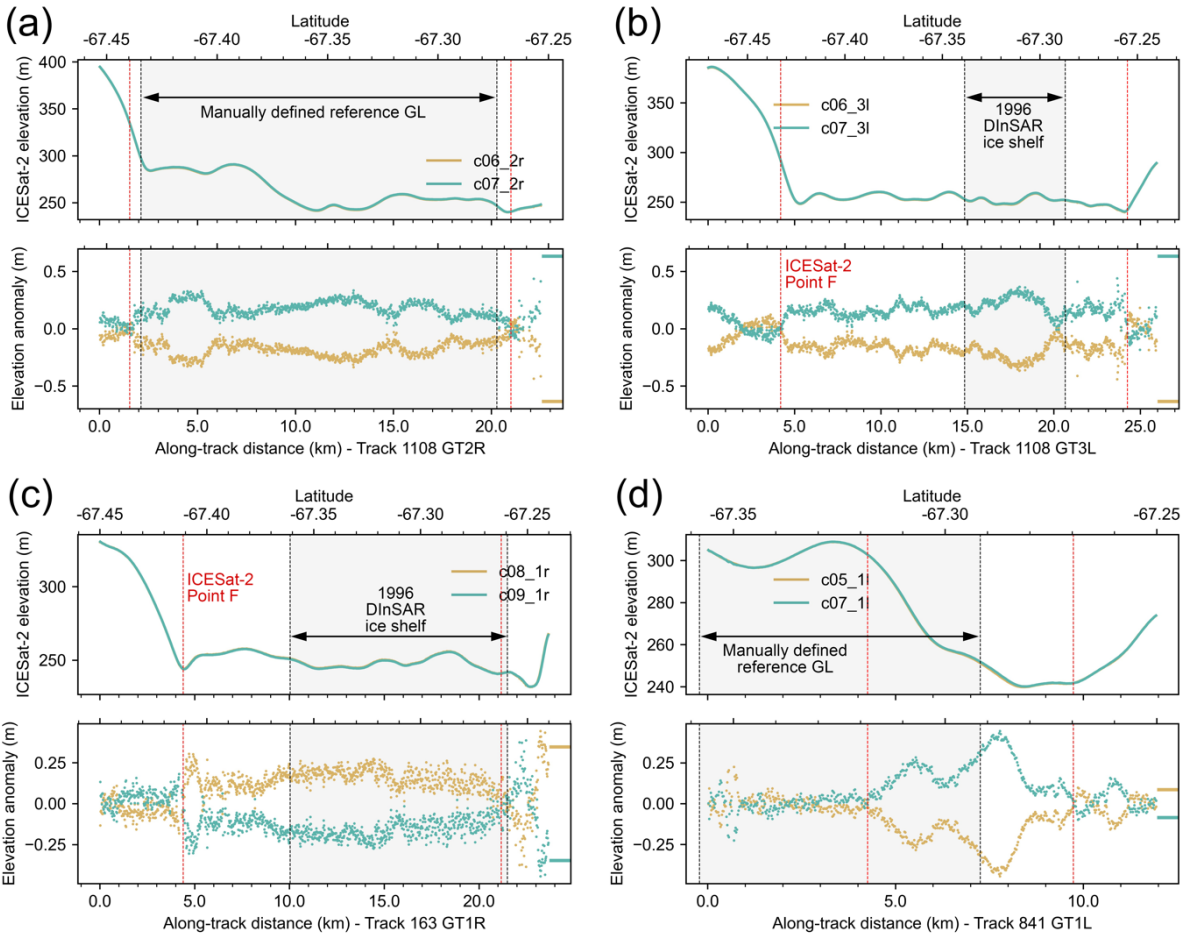 (a)
Latitude
-67.44 -67.40 -67.34 -67.30 -67.25
ICESat-2 elevation (m)
400
350
300
250
Manually defined reference GL
c06_2r
c07_2r
Elevation anomaly (m)
0.5
0.0
−0.5
0.0 5.0 10.0 15.0 20.0
Along-track distance (km) - Track 1108 GT2R
(b)
Latitude
-67.45 -67.40 -67.34 -67.29 -67.25
ICESat-2 elevation (m)
350
300
250
c06_3l
c07_3l
1996
DInSAR
ice shelf
Elevation anomaly (m)
0.5
0.0
−0.5
ICESat-2
Point F
0.0 5.0 10.0 15.0 20.0 25.0
Along-track distance (km) - Track 1108 GT3L
(c)
Latitude
-67.45 -67.40 -67.35 -67.30 -67.25
ICESat-2 elevation (m)
300
250
ICESat-2
Point F
1996
DInSAR
ice shelf
c08_1r
c09_1r
Elevation anomaly (m)
0.25
0.00
−0.25
0.0 5.0 10.0 15.0 20.0
Along-track distance (km) - Track 163 GT1R
(d)
Latitude
-67.35 -67.30 -67.25
ICESat-2 elevation (m)
300
280
260
240
c05_1l
c07_1l
Manually defined
reference GL
Elevation anomaly (m)
0.25
0.00
−0.25
0.0 5.0 10.0
Along-track distance (km) - Track 841 GT1L